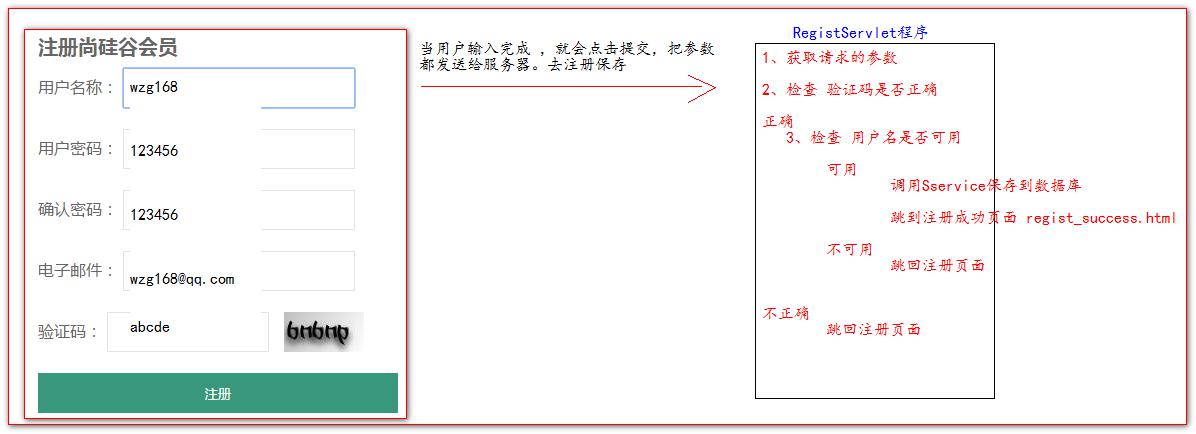 注册尚硅谷会员
用户名称： wzg168
用户密码： 123456
确认密码： 123456
电子邮件： wzg168@qq.com
验证码： abcde 6n6np
注册
当用户输入完成 ，就会点击提交，把参数
都发送给服务器。去注册保存
RegistServlet程序
1、获取请求的参数
2、检查 验证码是否正确
正确
3、检查 用户名是否可用
可用
调用Sservice保存到数据库
跳到注册成功页面 regist_success.html
不可用
跳回注册页面
不正确
跳回注册页面